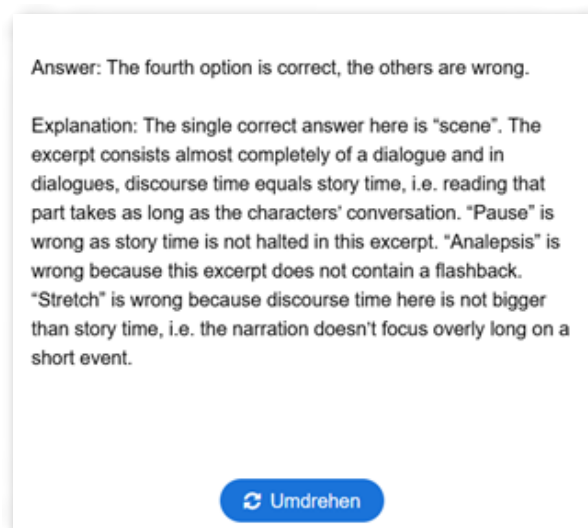 Answer: The fourth option is correct, the others are wrong.
Explanation: The single correct answer here is “scene”. The
excerpt consists almost completely of a dialogue and in
dialogues, discourse time equals story time, i.e. reading that
part takes as long as the characters’ conversation. “Pause” is
wrong as story time is not halted in this excerpt. “Analepsis” is
wrong because this excerpt does not contain a flashback.
“Stretch” is wrong because discourse time here is not bigger
than story time, i.e. the narration doesn’t focus overly long on a
short event.
Umdrehen